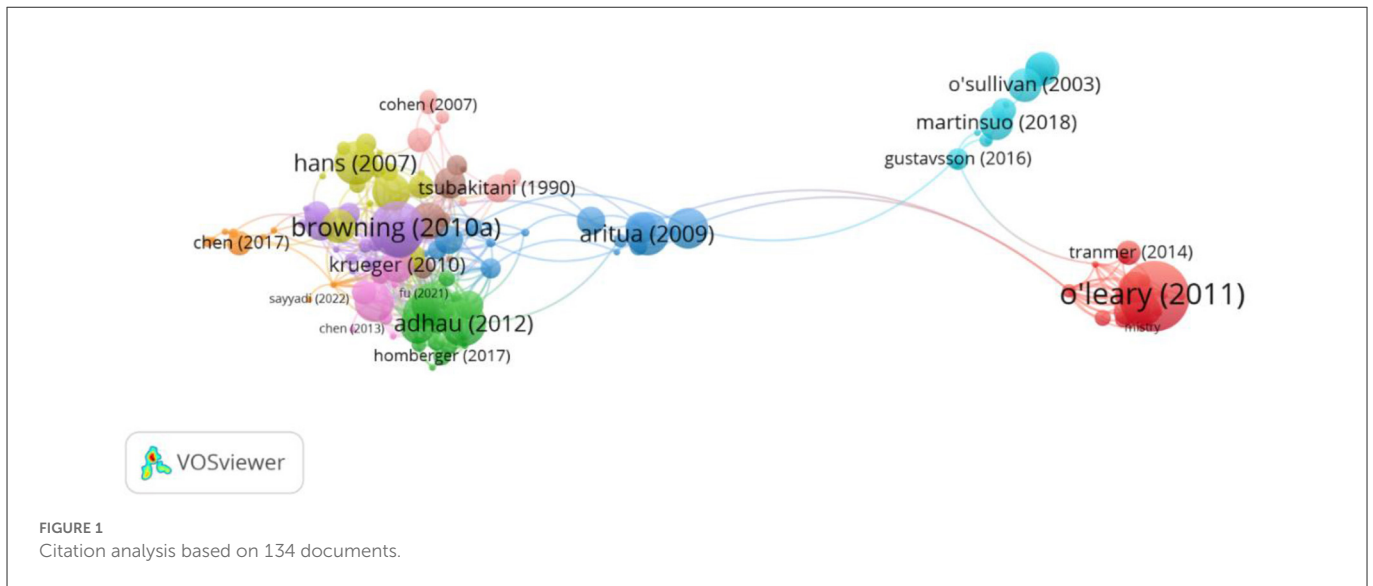 o'sullivan (2003)
cohen (2007)
martinsuo (2018)
hans (2007)
gustavsson (2016)
tsubakitani (1990)
browning (2010a)
aritua (2009)
chen (2017)
tranmer (2014)
krueger (2010)
o'leary (2011)
fu (2021)
sayyadi (2022)
adhau (2012)
chen (2013)
mistry
homberger (2017)
VOSviewer
FIGURE 1
Citation analysis based on 134 documents.